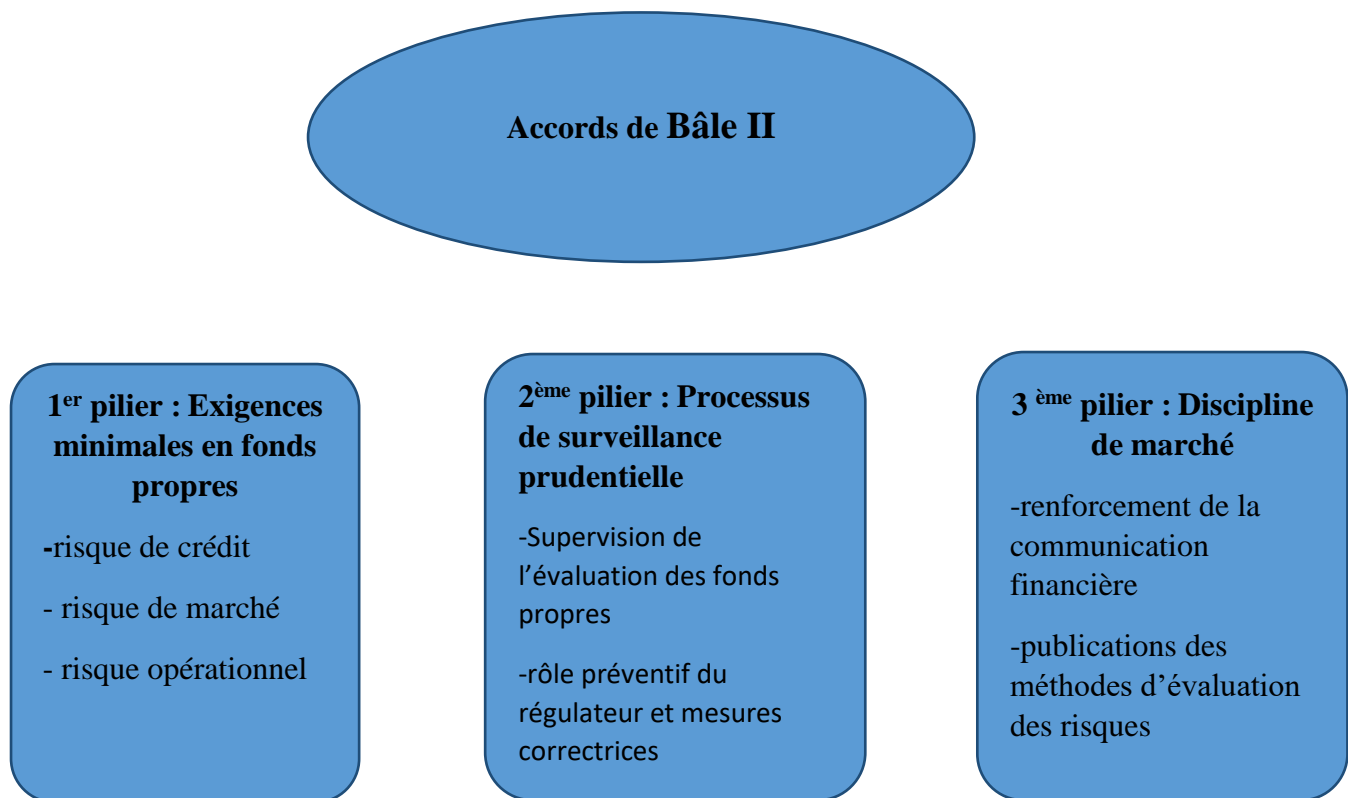 Accords de Bâle II
1er pilier : Exigences
minimales en fonds
propres
-risque de crédit
- risque de marché
- risque opérationnel
2ème pilier : Processus
de surveillance
prudentielle
-Supervision de
l’évaluation des fonds
propres
-rôle préventif du
régulateur et mesures
correctrices
3 ème pilier : Discipline
de marché
-renforcement de la
communication
financière
-publications des
méthodes d’évaluation
des risques